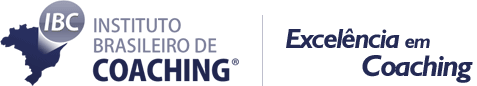 IBC
INSTITUTO
BRASILEIRO DE
COACHING®
Excelência em
Coaching